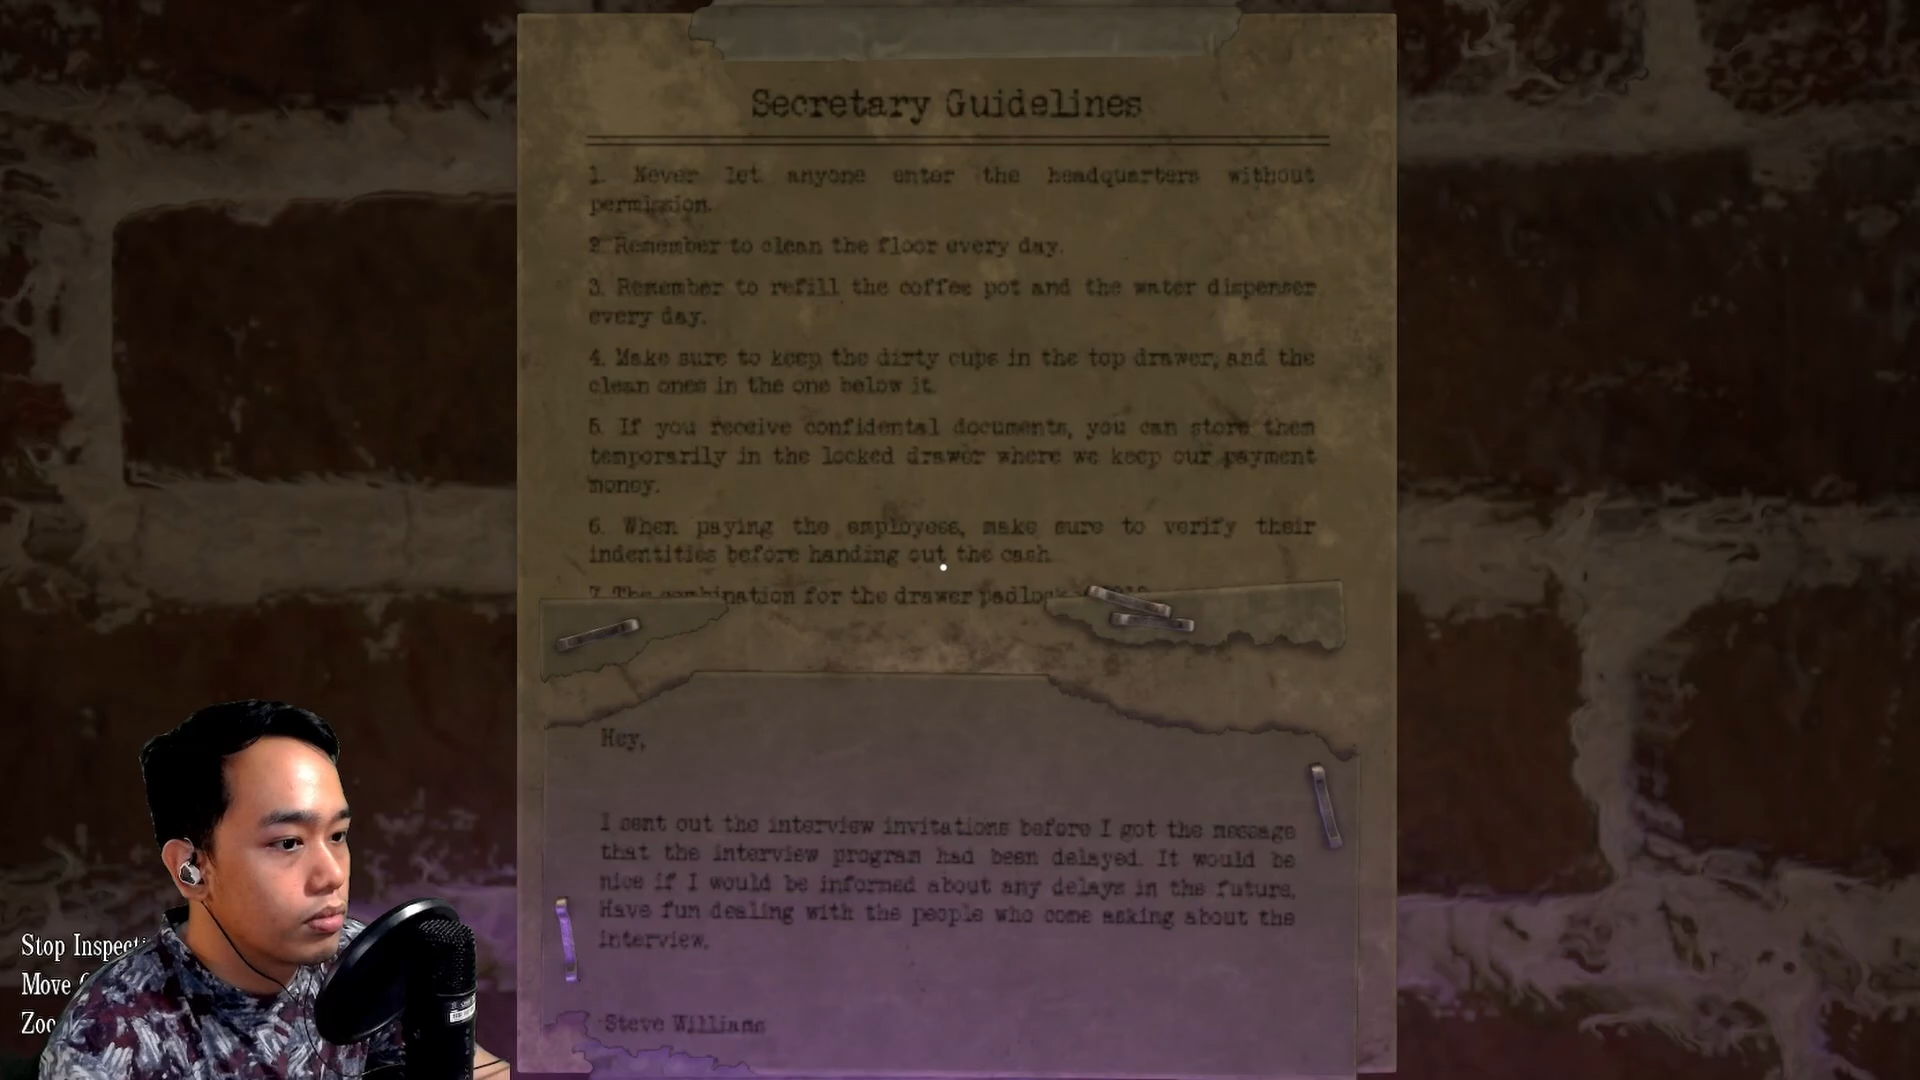 Secretary Guidelines
1. Never let anyone enter the headquarters without
permission.
2. Remember to clean the floor every day.
3. Remember to refill the coffee pot and the water dispenser
every day.
4. Make sure to keep the dirty cups in the top drawer, and the
clean ones in the one below it.
5. If you receive confidental documents, you can store them
temporarily in the locked drawer where we keep our payment
money.
6. When paying the employees, make sure to verify their
indentities before handing out the cash.
7. The combination for the drawer padlock
Hey,
I sent out the interview invitations before I got the message
that the interview program had been delayed. It would be
nice if I would be informed about any delays in the future.
Have fun dealing with the people who come asking about the
interview.
-Steve Williams
Stop
Move